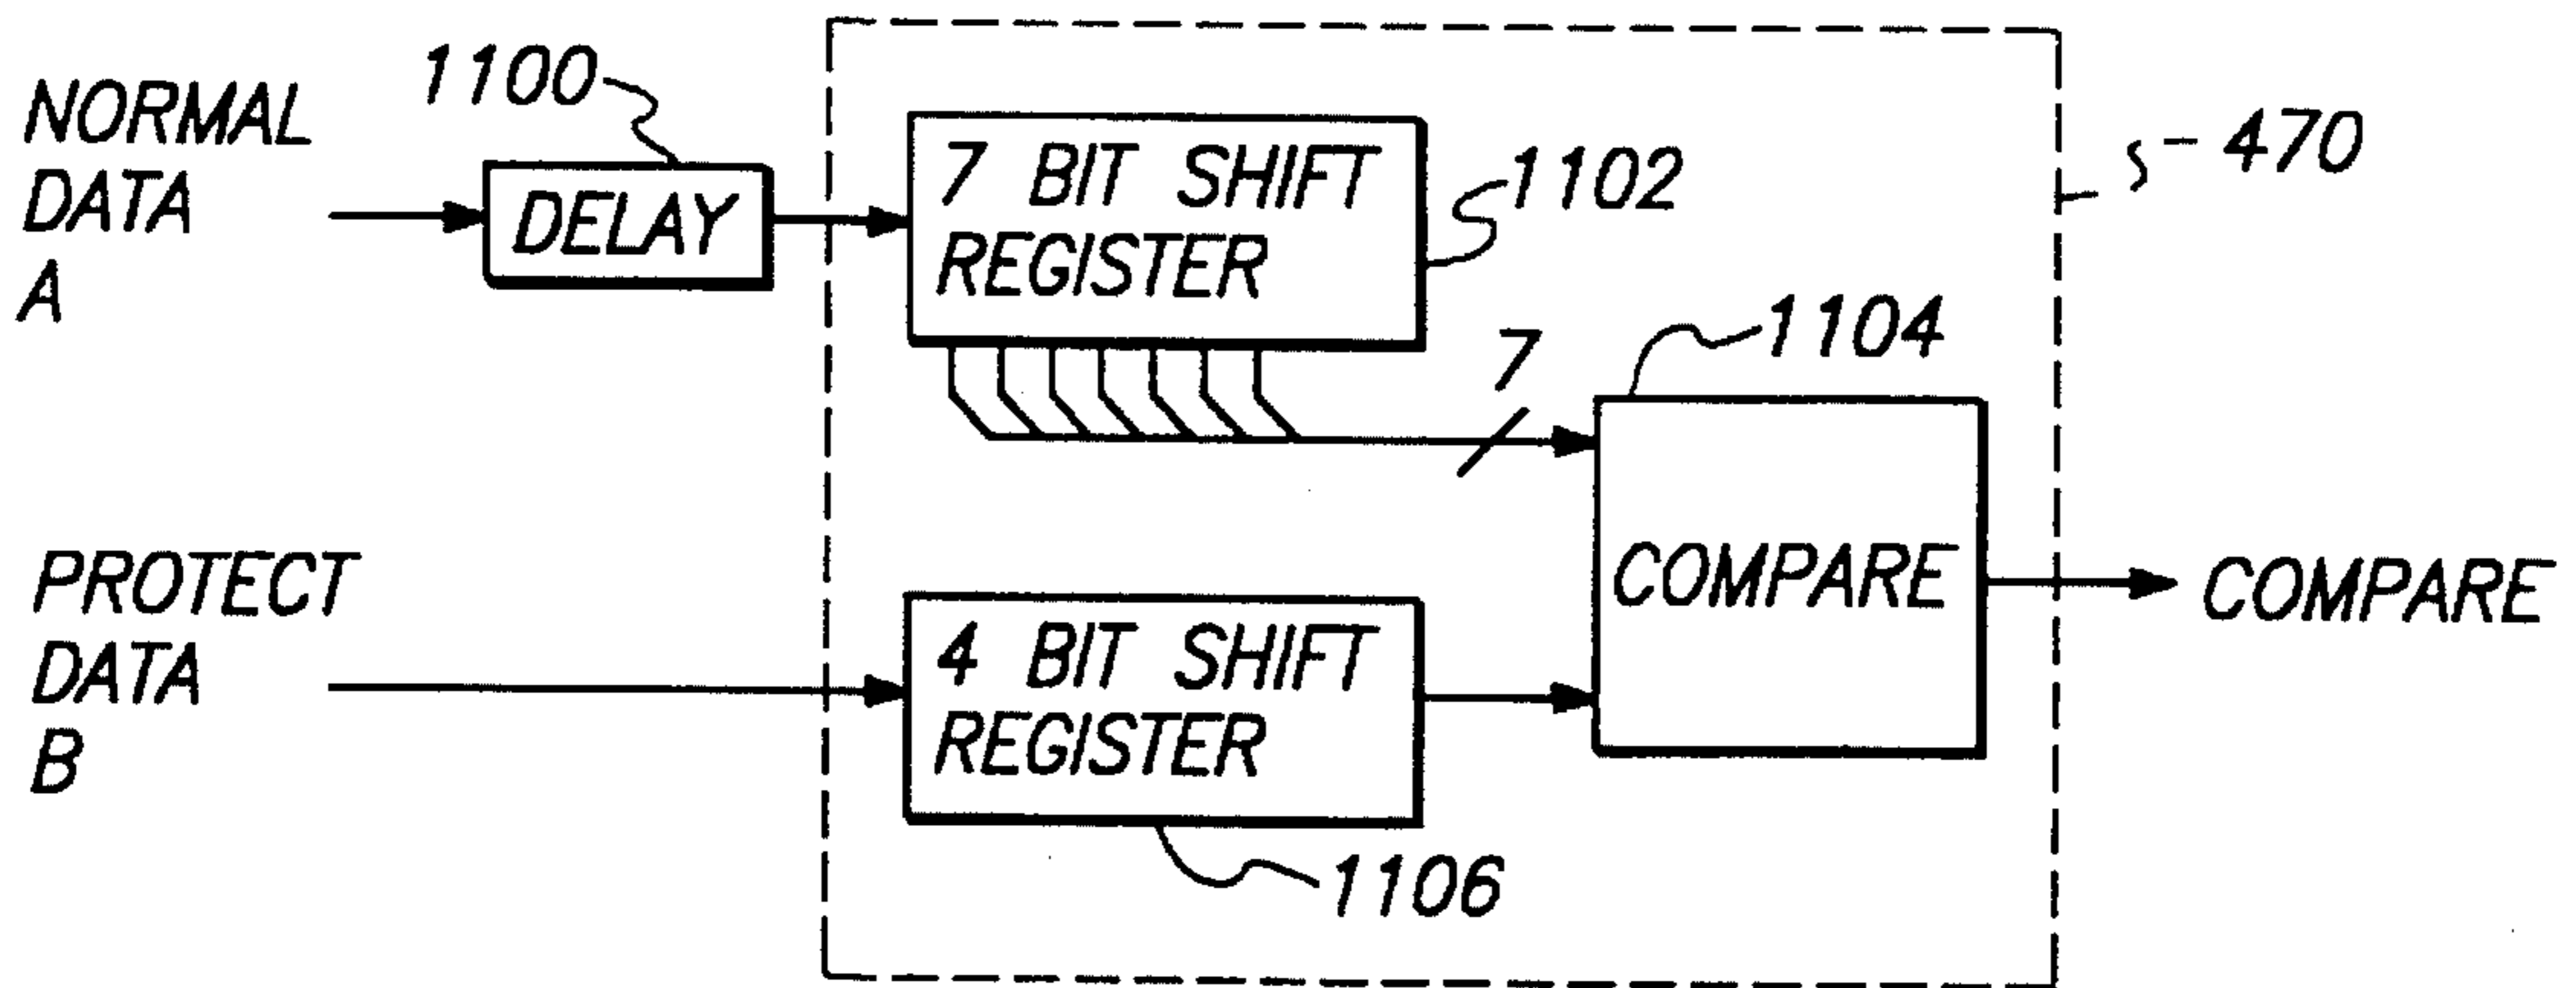 NORMAL
DATA
A
1100
DELAY
7 BIT SHIFT
REGISTER
1102
470
7
1104
COMPARE
COMPARE
PROTECT
DATA
B
4 BIT SHIFT
REGISTER
1106